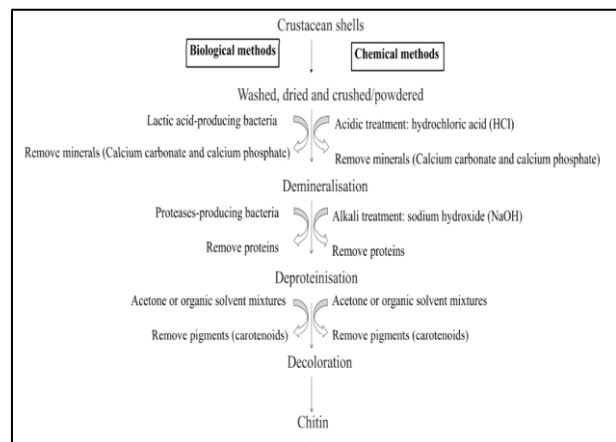 Crustacean shells
Biological methods
Chemical methods
Washed, dried and crushed/powdered
Lactic acid-producing bacteria
Acidic treatment: hydrochloric acid (HCl)
Remove minerals (Calcium carbonate and calcium phosphate)
Remove minerals (Calcium carbonate and calcium phosphate)
Demineralisation
Proteases-producing bacteria
Alkali treatment: sodium hydroxide (NaOH)
Remove proteins
Remove proteins
Deproteinisation
Acetone or organic solvent mixtures
Acetone or organic solvent mixtures
Remove pigments (carotenoids)
Remove pigments (carotenoids)
Decoloration
Chitin